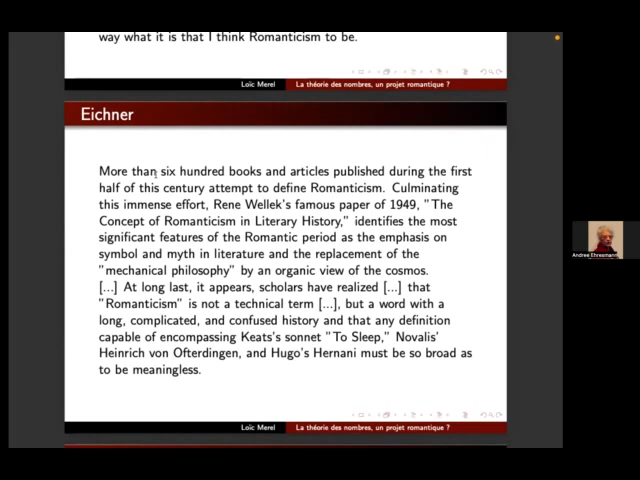 way what it is that I think Romanticism to be.
Loïc Merel La théorie des nombres, un projet romantique ?
Eichner
More than six hundred books and articles published during the first
half of this century attempt to define Romanticism. Culminating
this immense effort, Rene Wellek's famous paper of 1949, "The
Concept of Romanticism in Literary History," identifies the most
significant features of the Romantic period as the emphasis on
symbol and myth in literature and the replacement of the
"mechanical philosophy" by an organic view of the cosmos.
[...] At long last, it appears, scholars have realized [...] that
"Romanticism" is not a technical term [...], but a word with a
long, complicated, and confused history and that any definition
capable of encompassing Keats's sonnet "To Sleep," Novalis'
Heinrich von Ofterdingen, and Hugo's Hernani must be so broad as
to be meaningless.
Loïc Merel La théorie des nombres, un projet romantique ?
Andree Ehresmann